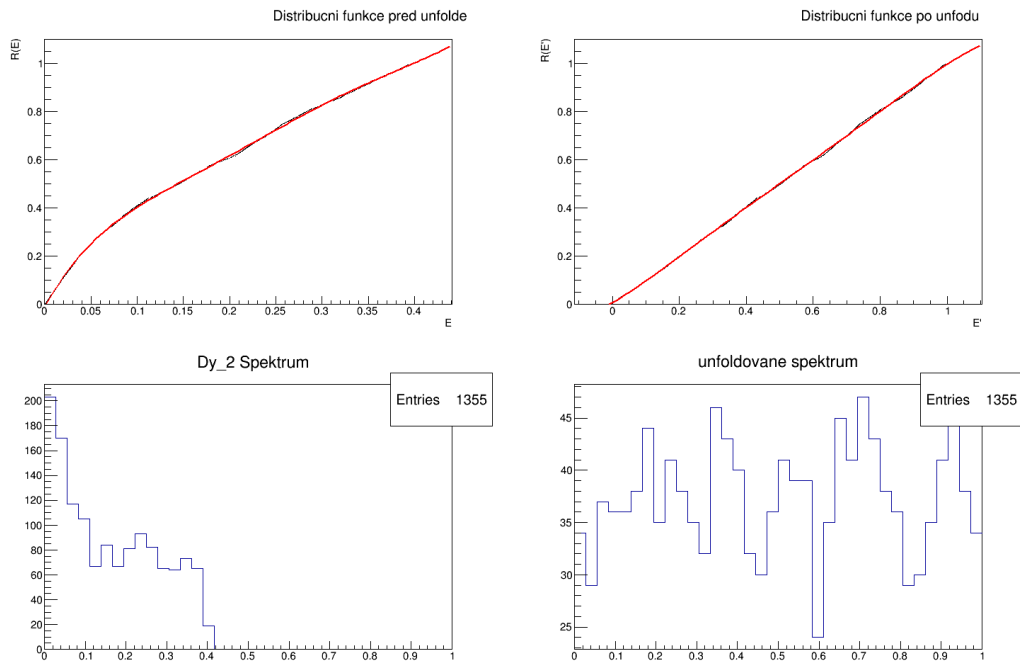 Distribucni funkce pred unfolde
R(E)
1
0.8
0.6
0.4
0.2
0
0 0.05 0.1 0.15 0.2 0.25 0.3 0.35 0.4
E
Distribucni funkce po unfodu
R(E')
1
0.8
0.6
0.4
0.2
0
0 0.2 0.4 0.6 0.8 1
E'
Dy_2 Spektrum
Entries 1355
200
180
160
140
120
100
80
60
40
20
0
0 0.1 0.2 0.3 0.4 0.5 0.6 0.7 0.8 0.9 1
unfoldovane spektrum
Entries 1355
45
40
35
30
25
0 0.1 0.2 0.3 0.4 0.5 0.6 0.7 0.8 0.9 1